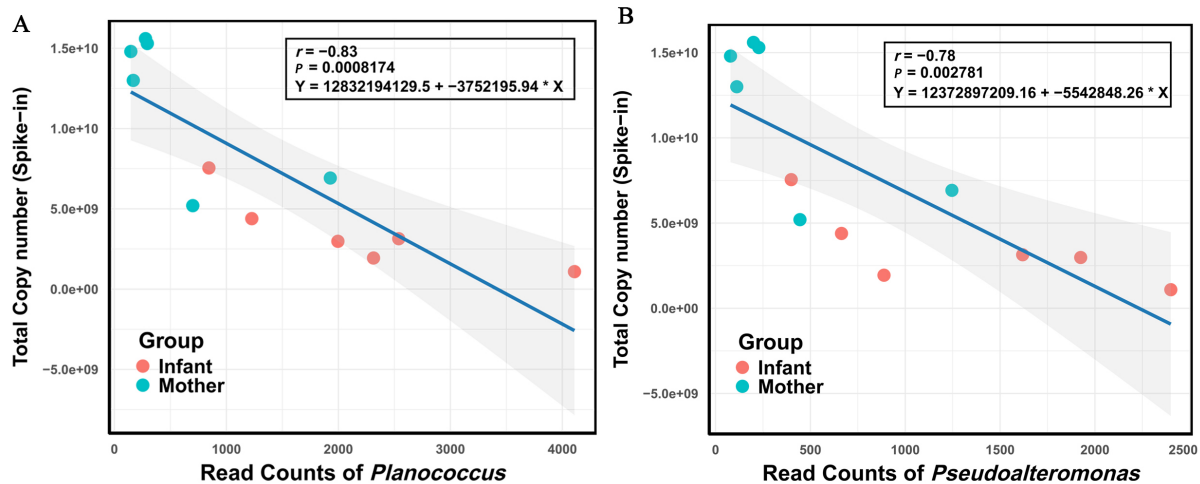 A
Total Copy number (Spike−in)
1.5e+10
1.0e+10
5.0e+09
0.0e+00
−5.0e+09
r = −0.83
P = 0.0008174
Y = 12832194129.5 + −3752195.94 * X
Group
Infant
Mother
0 1000 2000 3000 4000
Read Counts of Planococcus
B
Total Copy number (Spike−in)
1.5e+10
1.0e+10
5.0e+09
0.0e+00
−5.0e+09
r = −0.78
P = 0.002781
Y = 12372897209.16 + −5542848.26 * X
Group
Infant
Mother
0 500 1000 1500 2000 2500
Read Counts of Pseudoalteromonas